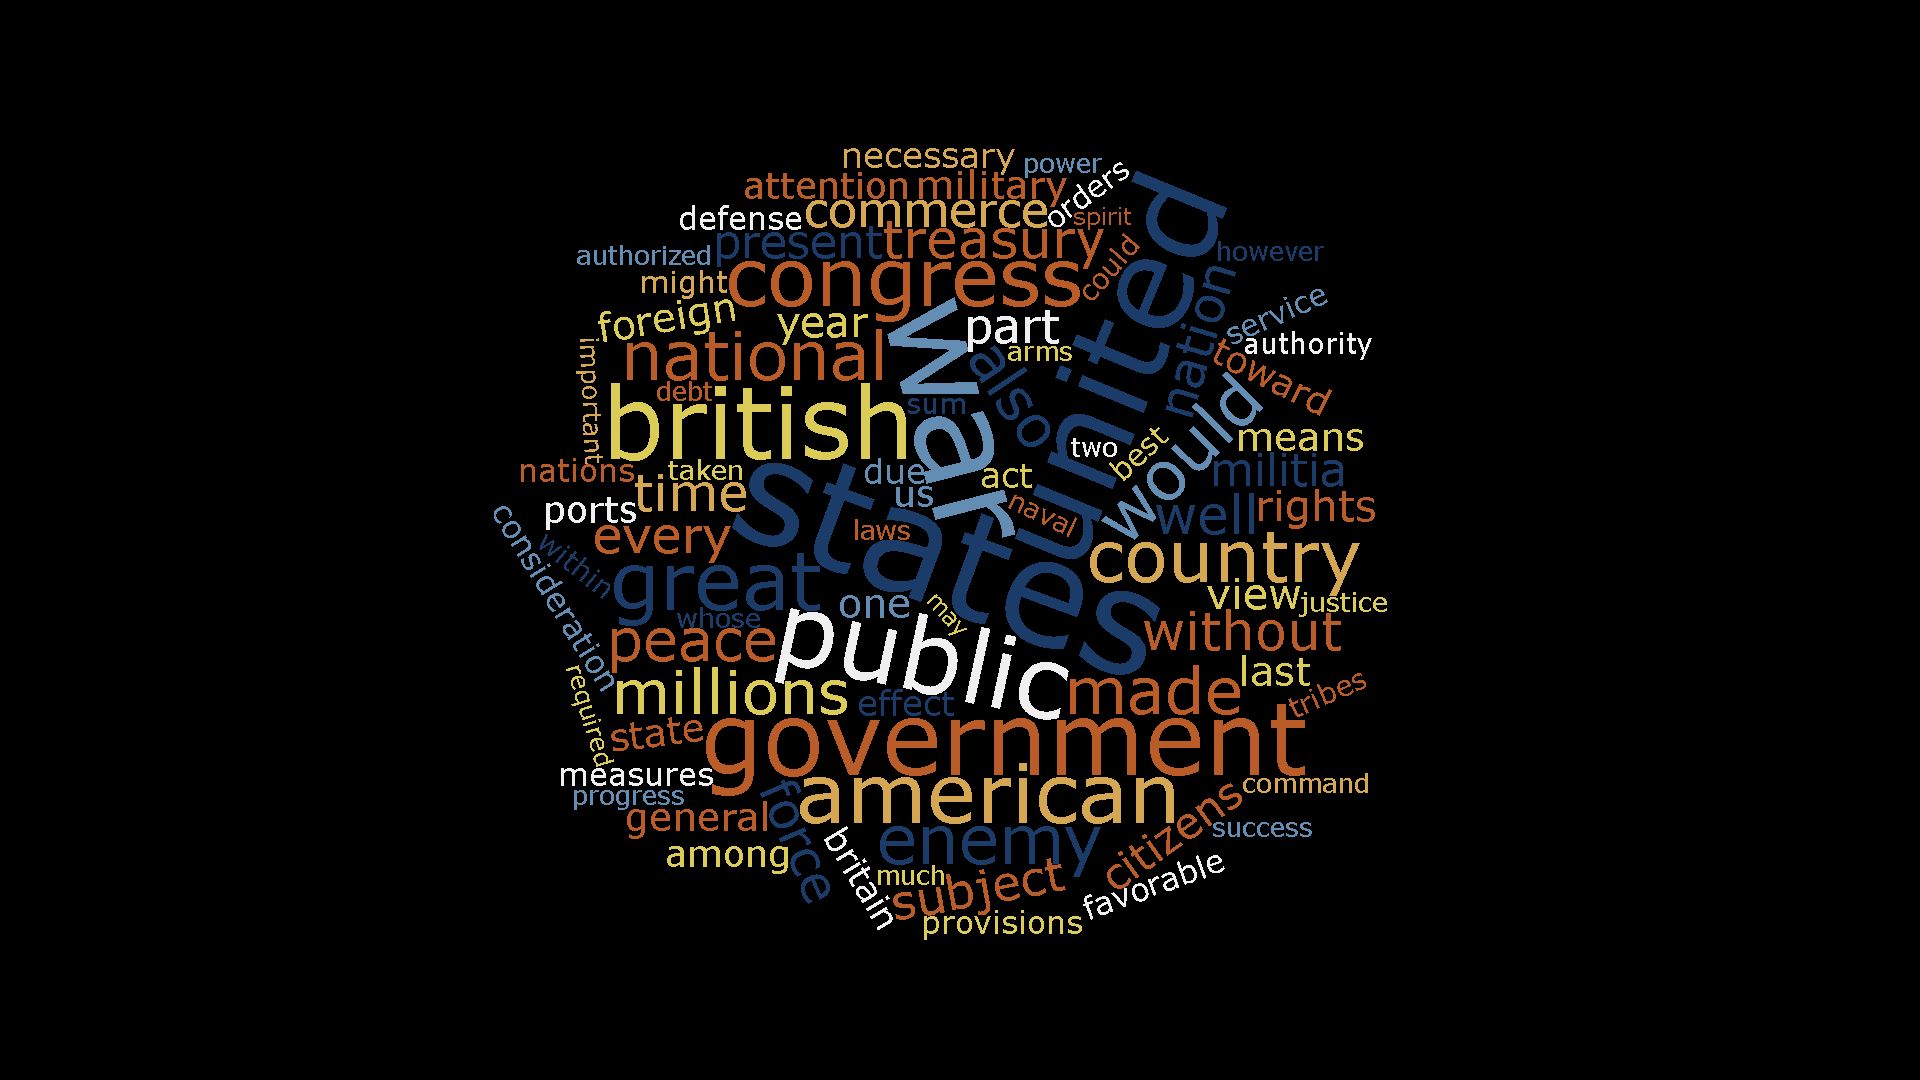 necessary
power
attention
military
orders
defense
commerce
spirit
united
authorized
present
treasury
could
however
might
congress
nation
service
foreign
year
war
part
authority
important
national
also
arms
toward
debt
british
sum
would
two
best
means
nations
taken
due
act
militia
time
us
states
naval
well
rights
ports
every
laws
country
consideration
within
great
one
may
view
justice
whose
peace
public
without
millions
effect
made
last
tribes
required
state
government
measures
american
command
progress
force
citizens
general
enemy
success
among
britain
much
subject
favorable
provisions